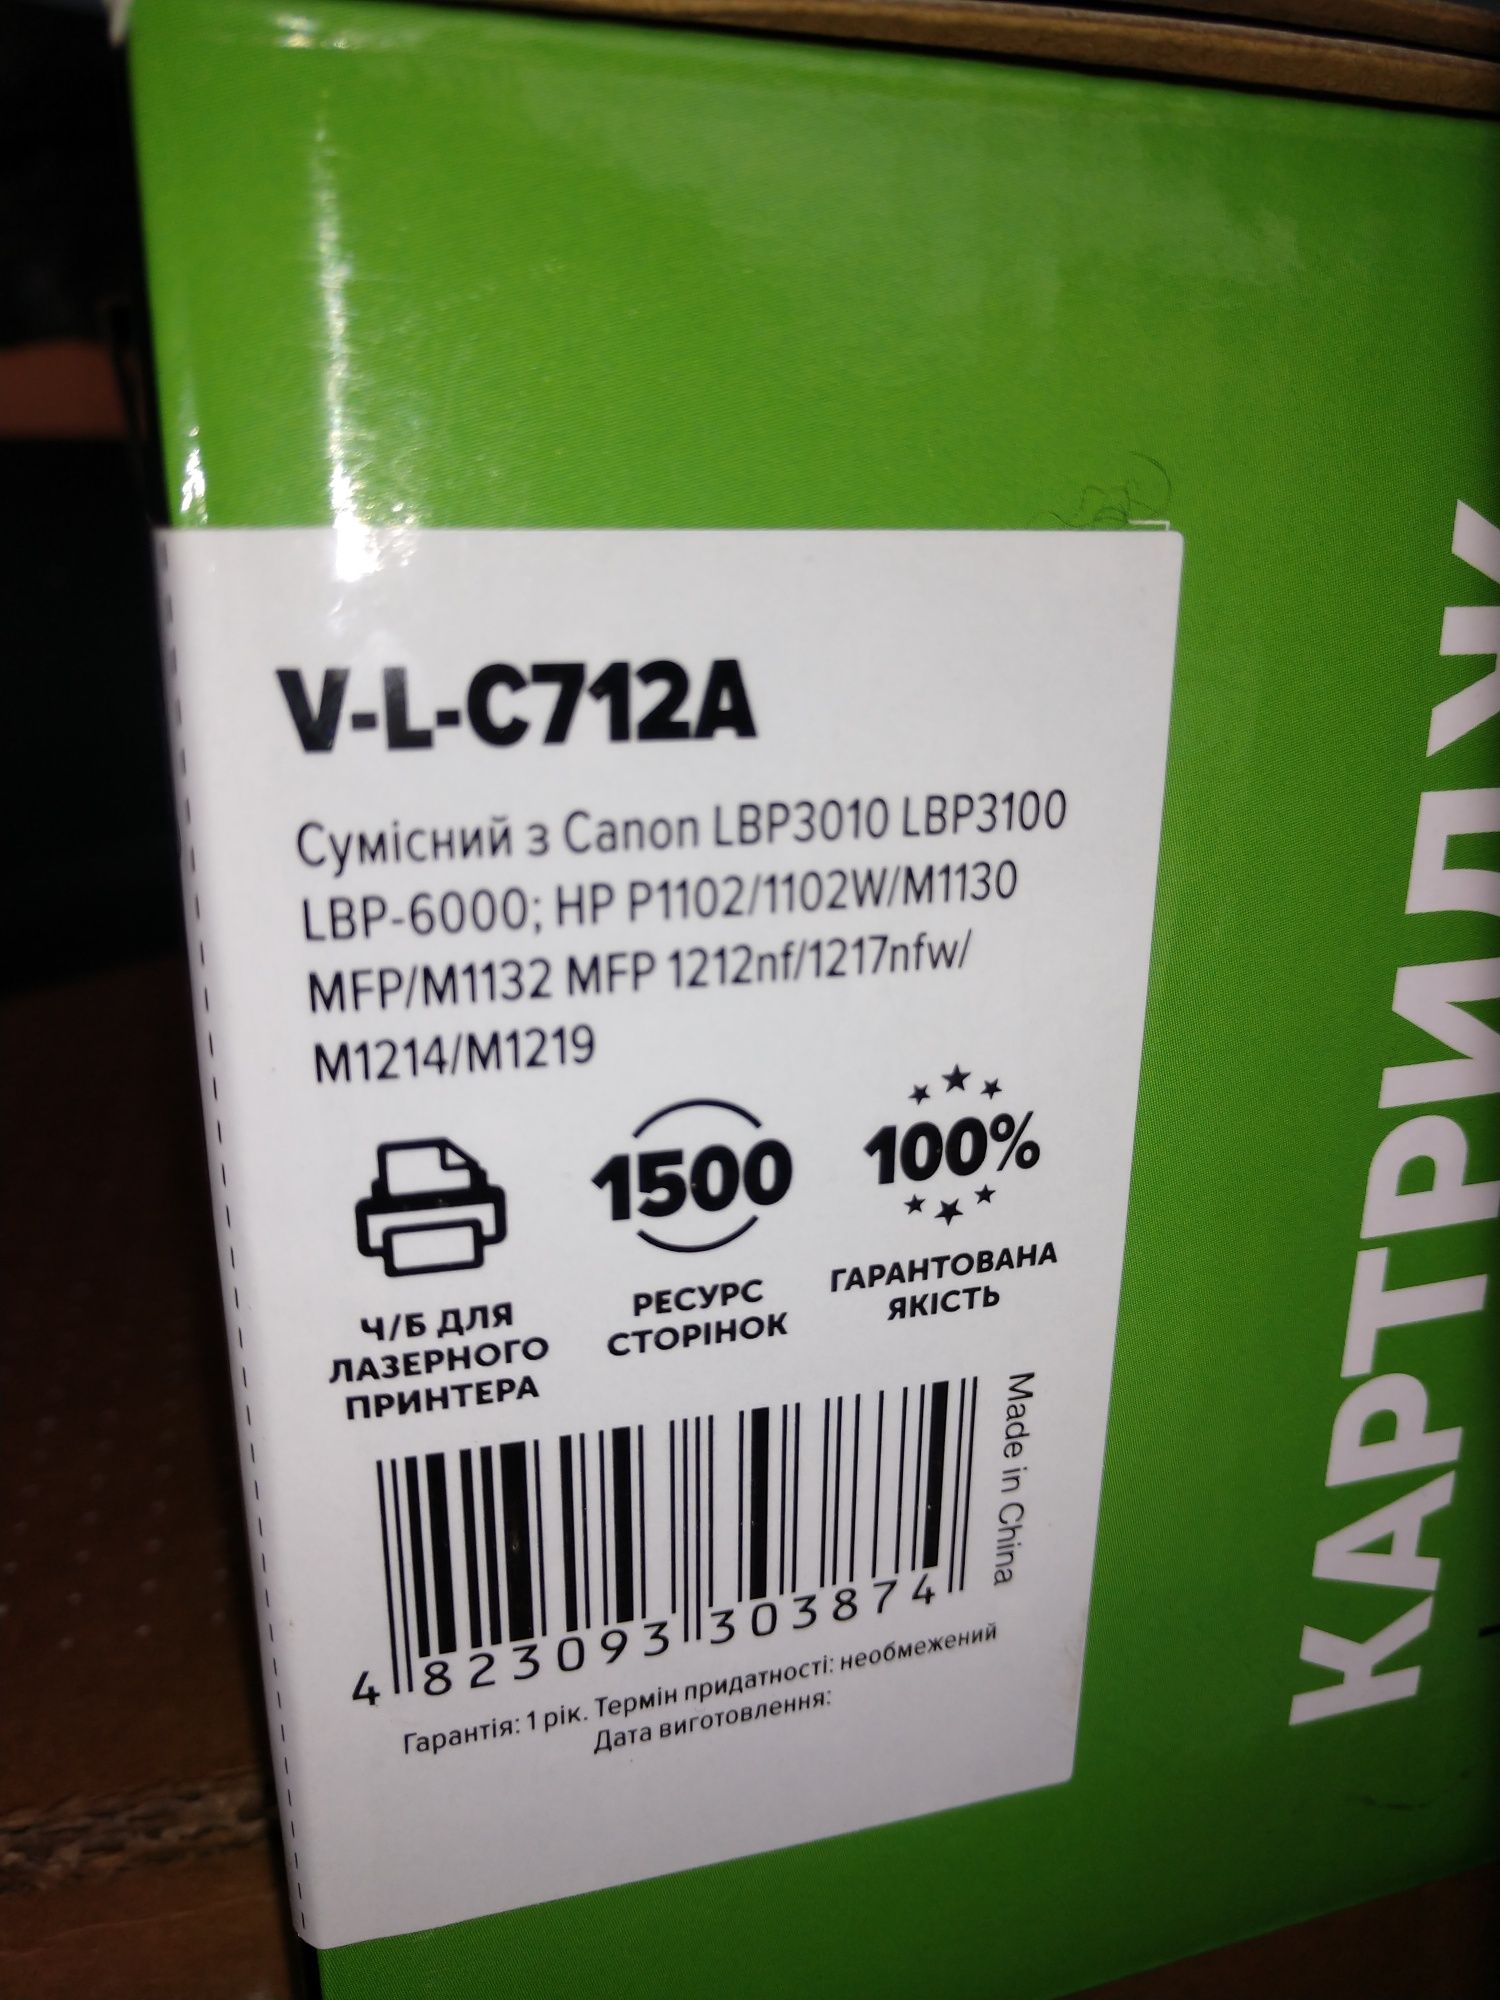 V-L-C712A
Сумісний з Canon LBP3010 LBP3100
LBP-6000; HP P1102/1102W/M1130
MFP/M1132 MFP 1212nf/1217nfw/
M1214/M1219
Ч/Б ДЛЯ
ЛАЗЕРНОГО
ПРИНТЕРА
1500
РЕСУРС
СТОРІНОК
100%
ГАРАНТОВАНА
ЯКІСТЬ
Made in China
4 823093 303874
Гарантія: 1 рік. Термін придатності: необмежений
Дата виготовлення:
КАРТРИДЖ